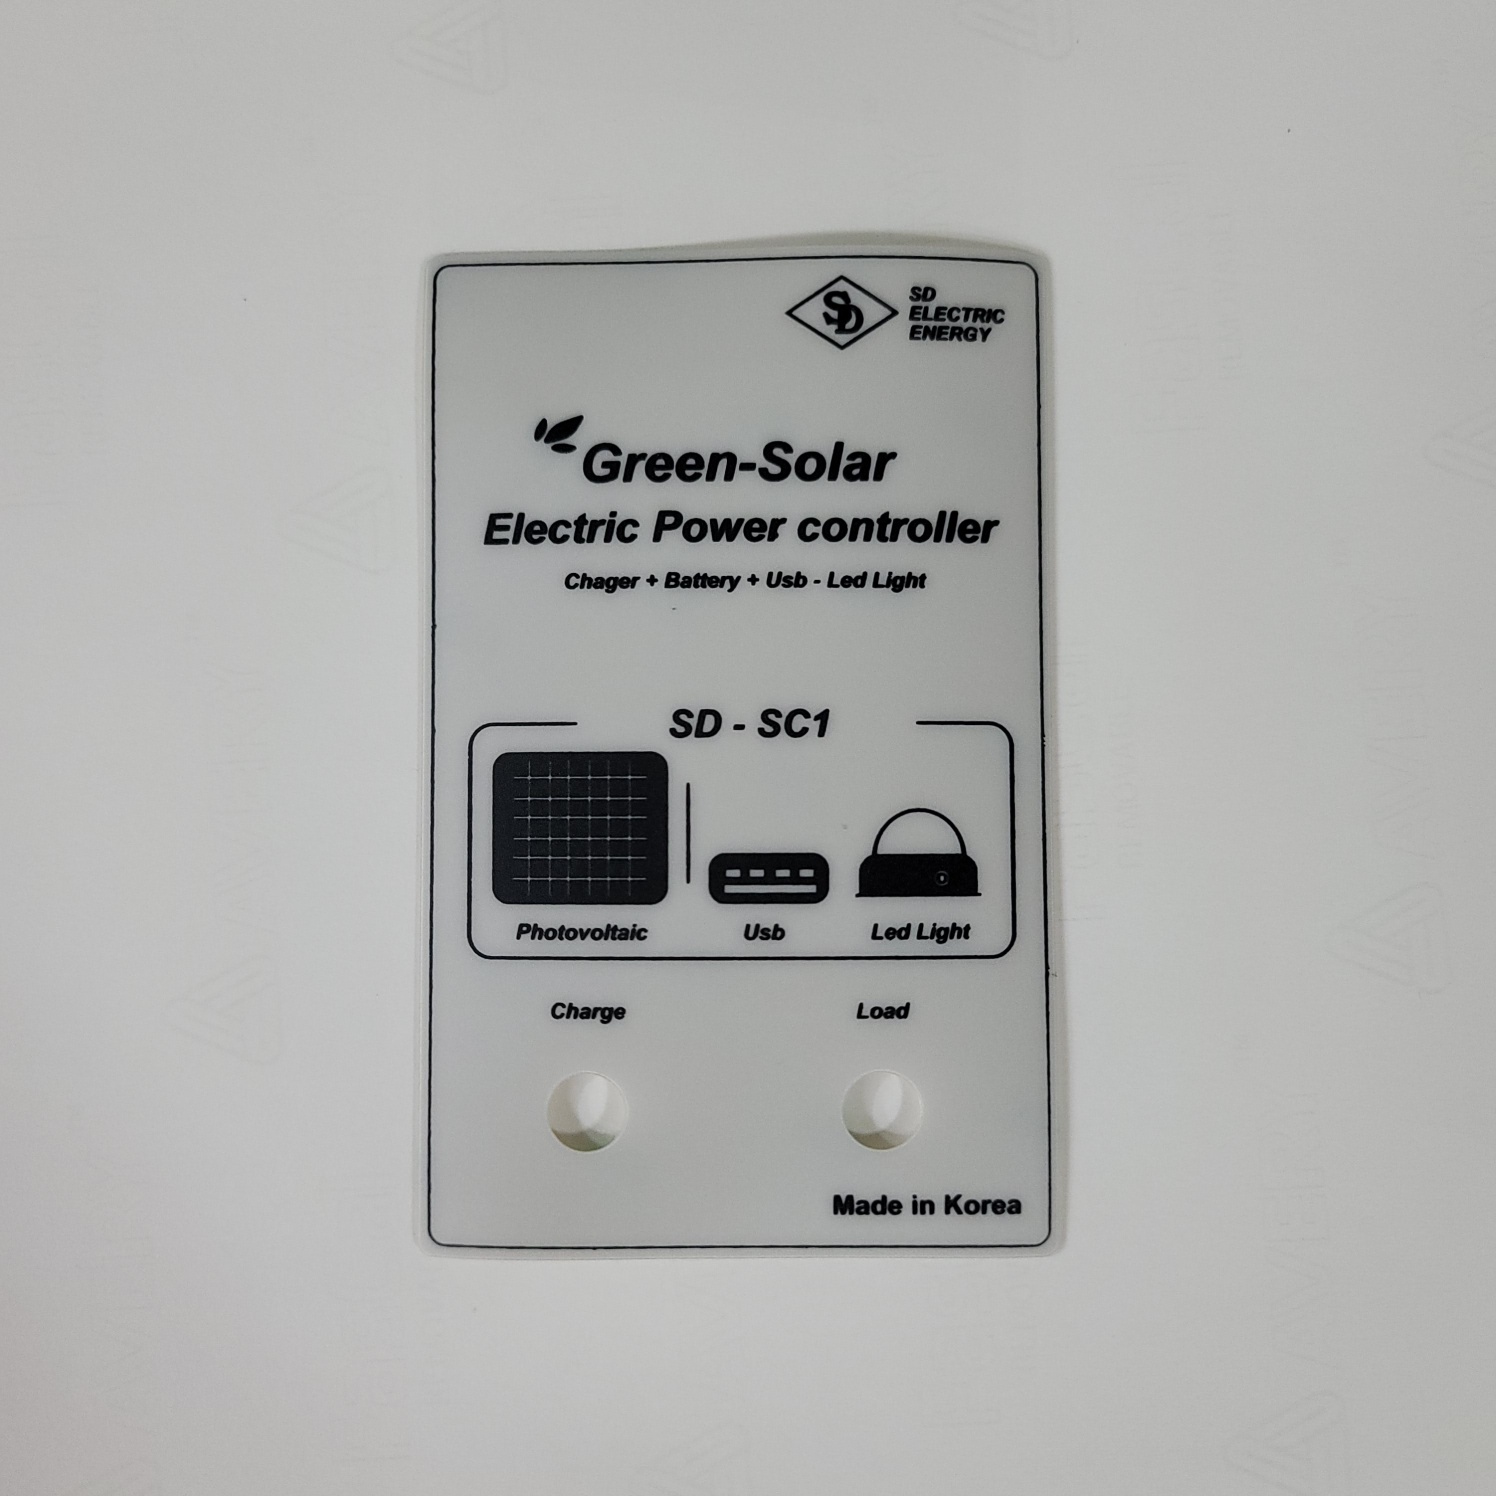 SD
SD
ELECTRIC
ENERGY
Green-Solar
Electric Power controller
Chager + Battery + Usb - Led Light
SD - SC1
Photovoltaic
Usb
Led Light
Charge
Load
Made in Korea